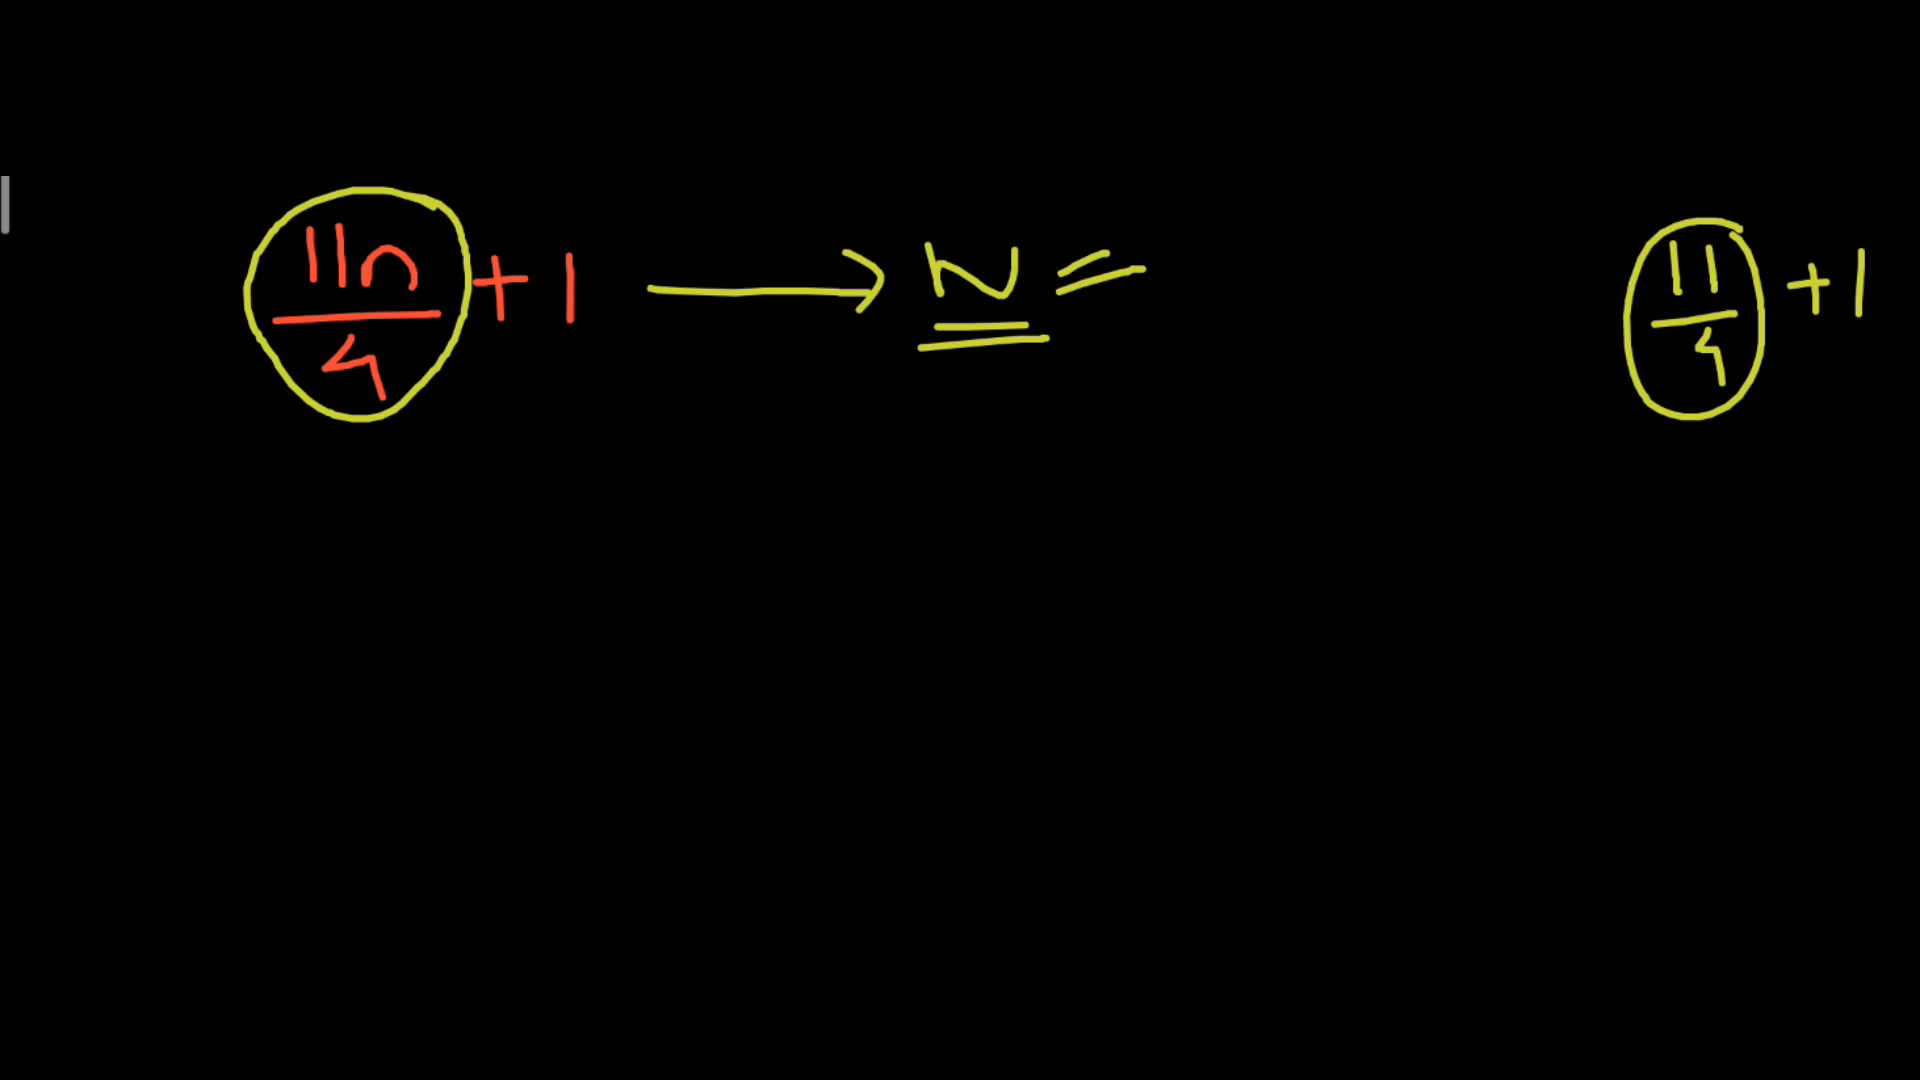 11n/4 + 1 → N = 11/4 + 1